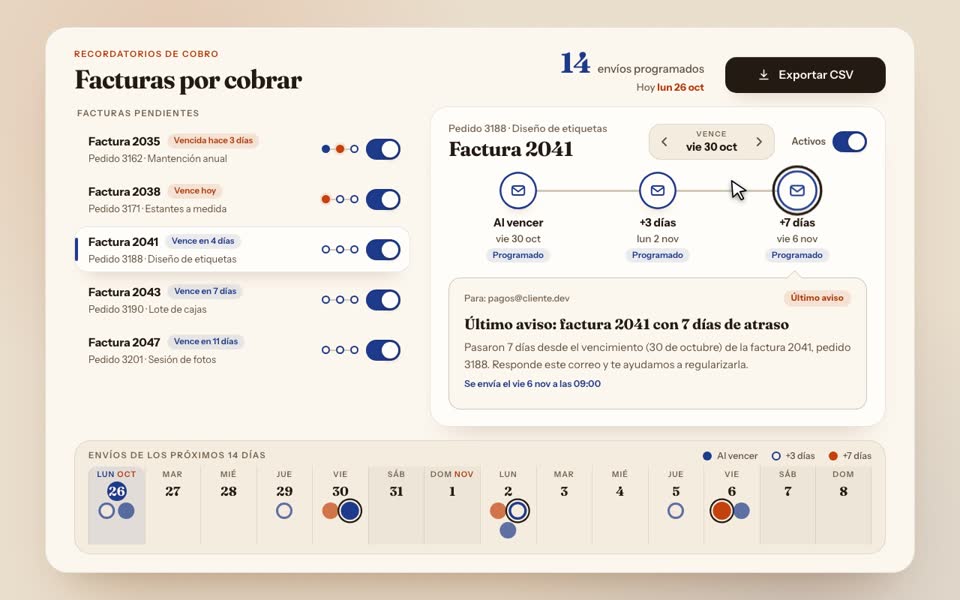 RECORDATORIOS DE COBRO
Facturas por cobrar
14 envíos programados
Hoy lun 26 oct
Exportar CSV
FACTURAS PENDIENTES
Factura 2035 Vencida hace 3 días
Pedido 3162 · Mantención anual
Factura 2038 Vence hoy
Pedido 3171 · Estantes a medida
Factura 2041 Vence en 4 días
Pedido 3188 · Diseño de etiquetas
Factura 2043 Vence en 7 días
Pedido 3190 · Lote de cajas
Factura 2047 Vence en 11 días
Pedido 3201 · Sesión de fotos
Pedido 3188 · Diseño de etiquetas
Factura 2041
VENCE
vie 30 oct
Activos
Al vencer
vie 30 oct
Programado
+3 días
lun 2 nov
Programado
+7 días
vie 6 nov
Programado
Para: pagos@cliente.dev
Último aviso
Último aviso: factura 2041 con 7 días de atraso
Pasaron 7 días desde el vencimiento (30 de octubre) de la factura 2041, pedido
3188. Responde este correo y te ayudamos a regularizarla.
Se envía el vie 6 nov a las 09:00
ENVÍOS DE LOS PRÓXIMOS 14 DÍAS
Al vencer +3 días +7 días
LUN OCT MAR MIÉ JUE VIE SÁB DOM NOV LUN MAR MIÉ JUE VIE SÁB DOM
26 27 28 29 30 31 1 2 3 4 5 6 7 8